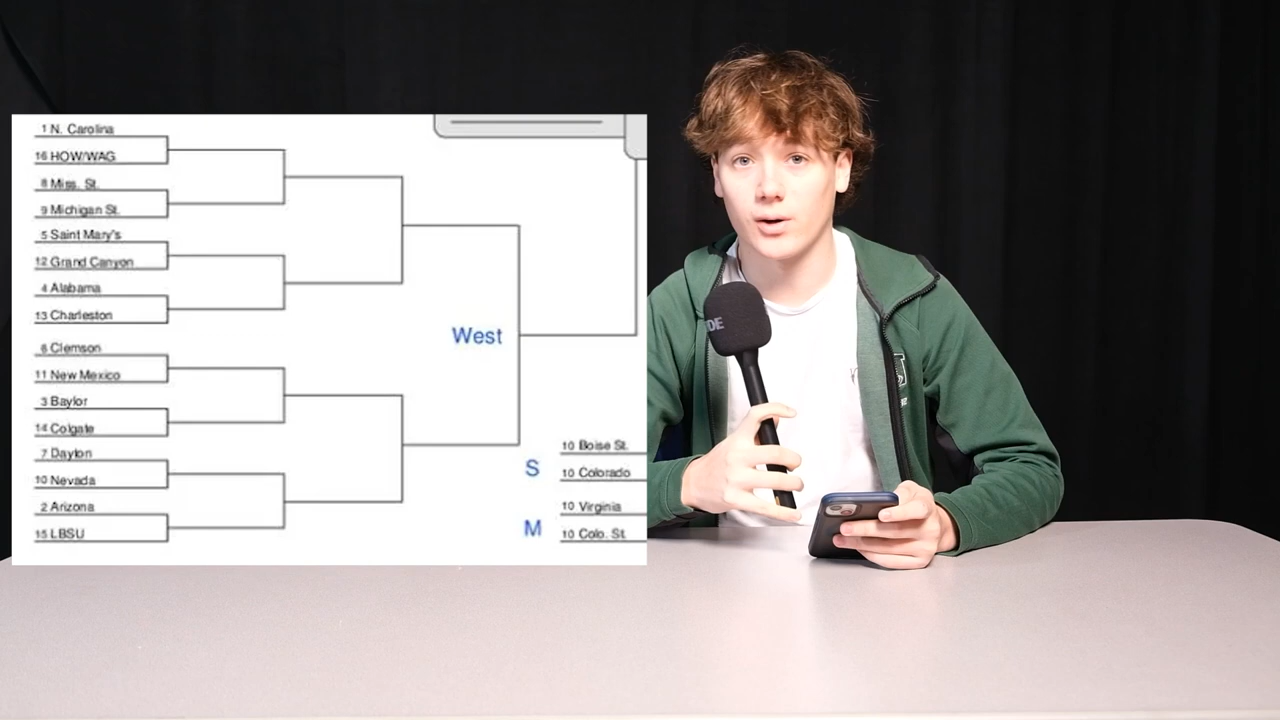 1 N. Carolina
16 HOW/WAG
8 Miss. St.
9 Michigan St.
5 Saint Mary's
12 Grand Canyon
4 Alabama
13 Charleston
6 Clemson
11 New Mexico
3 Baylor
14 Colgate
7 Dayton
10 Nevada
2 Arizona
15 LBSU
West
S
10 Boise St.
10 Colorado
M
10 Virginia
10 Colo. St.